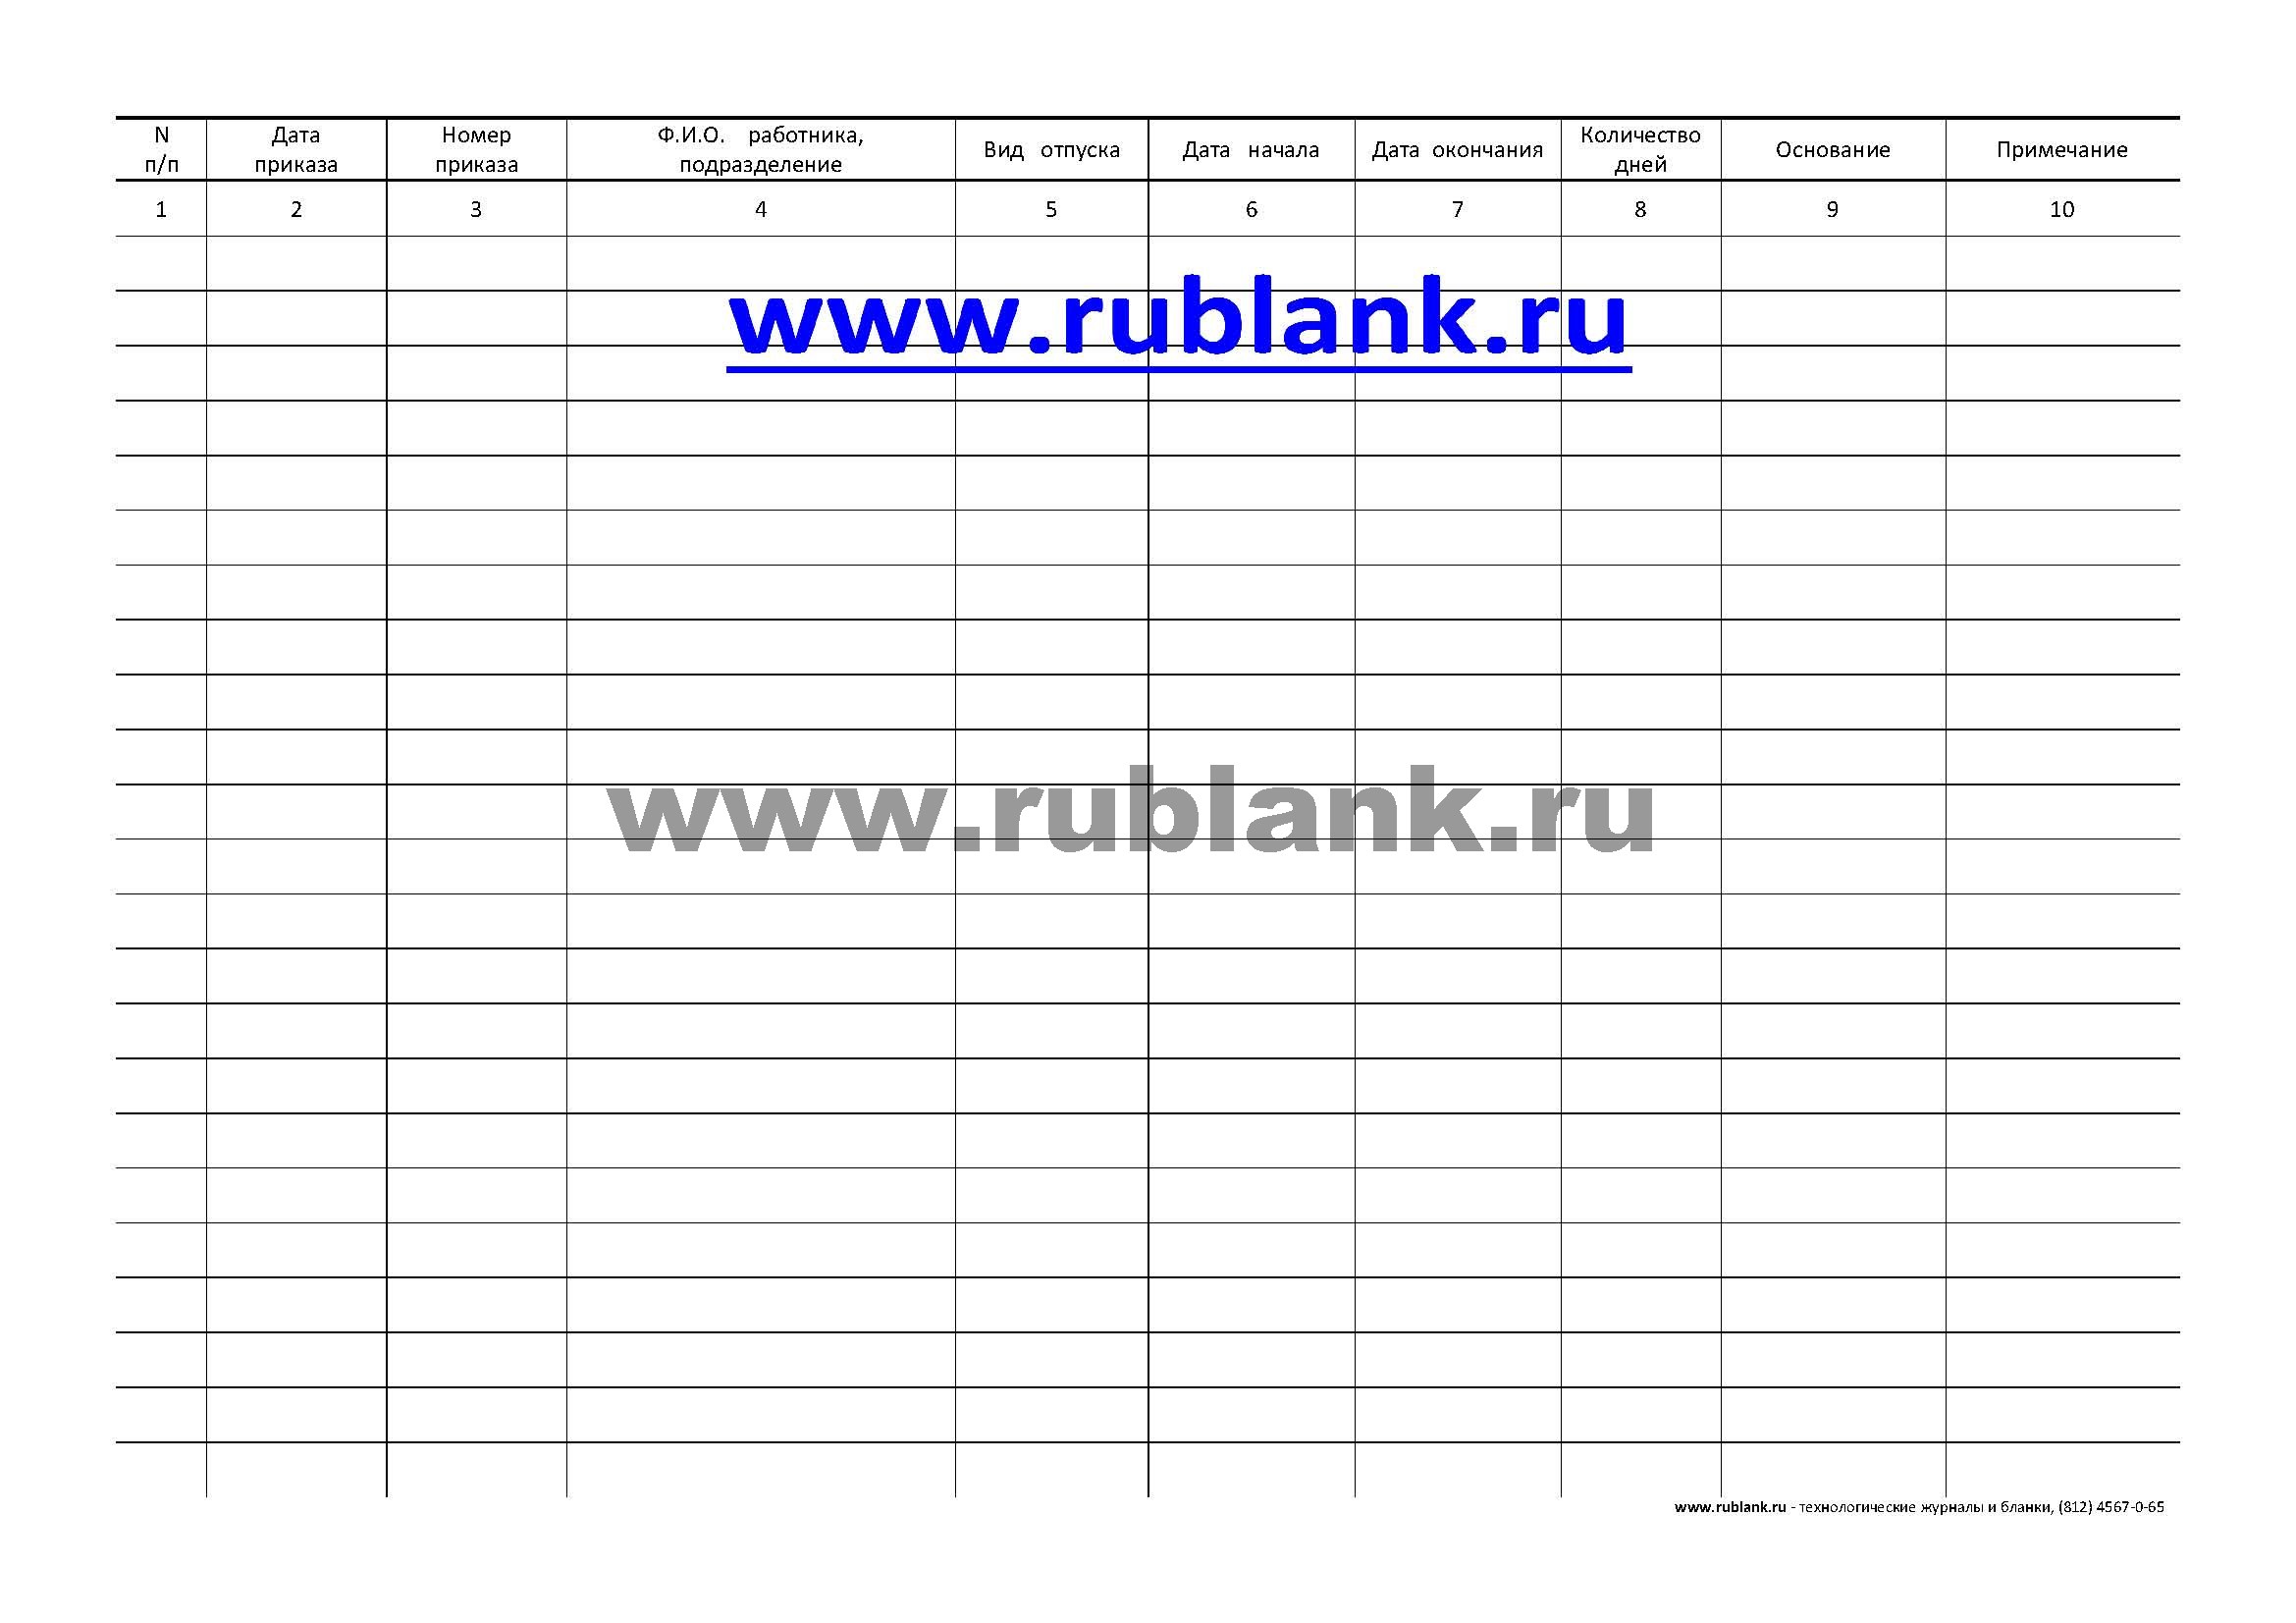 N п/п
Дата приказа
Номер приказа
Ф.И.О. работника, подразделение
Вид отпуска
Дата начала
Дата окончания
Количество дней
Основание
Примечание
1 2 3 4 5 6 7 8 9 10
www.rublank.ru
www.rublank.ru
www.rublank.ru - технологические журналы и бланки, (812) 4567-0-65